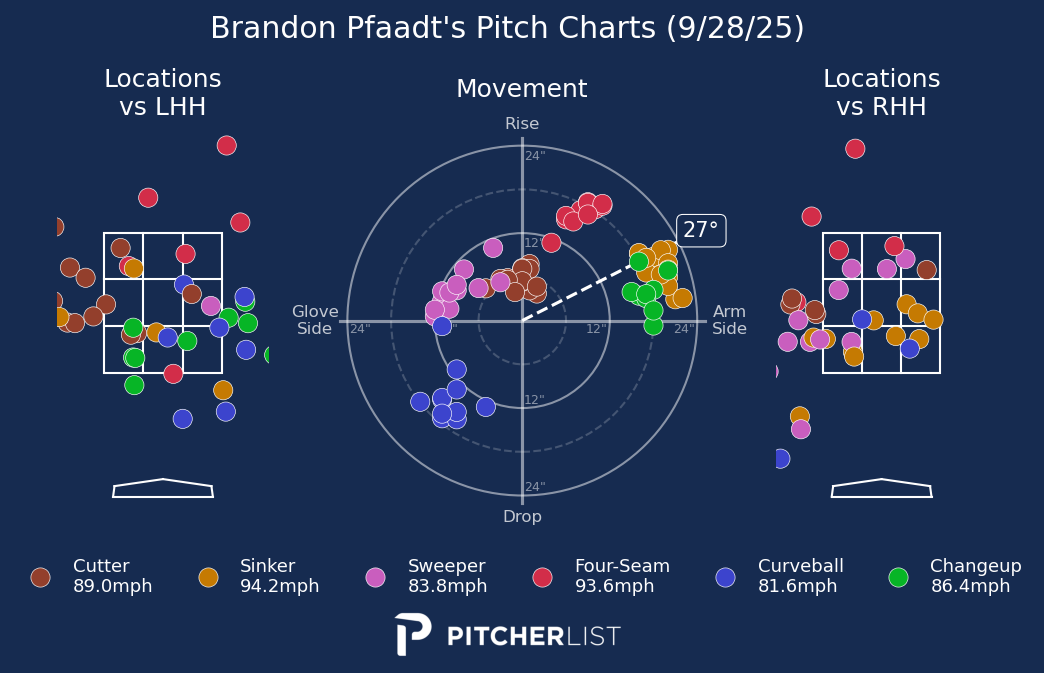 Brandon Pfaadt's Pitch Charts (9/28/25)
Locations
vs LHH
Movement
Locations
vs RHH
Rise
24"
12"
27°
Glove
Side
24"
"
12"
24"
Arm
Side
12"
24"
Drop
Cutter
89.0mph
Sinker
94.2mph
Sweeper
83.8mph
Four-Seam
93.6mph
Curveball
81.6mph
Changeup
86.4mph
PITCHERLIST